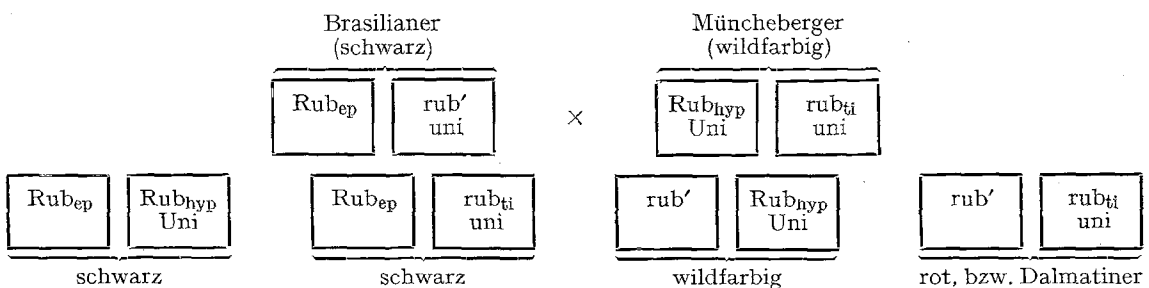 Brasilianer Müncheberger
(schwarz) (wildfarbig)
Rub_ep rub′ × Rub_hyp rub_ti
uni Uni uni
Rub_ep Rub_hyp Rub_ep rub_ti rub′ Rub_hyp rub′ rub_ti
Uni uni Uni uni
schwarz schwarz wildfarbig rot, bzw. Dalmatiner